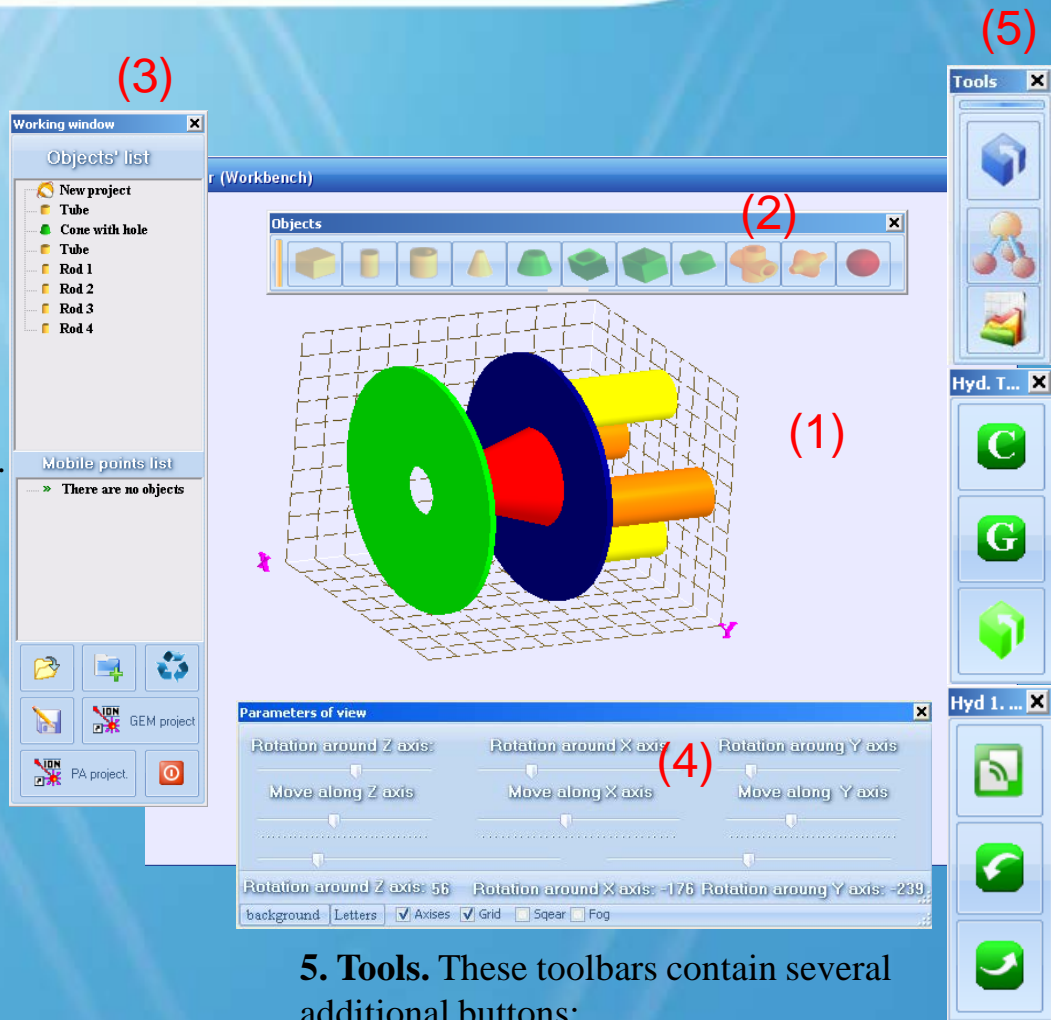 (5)
(3)
Tools
Working window
Objects' list
New project
Tube
Cone with hole
Tube
Rod 1
Rod 2
Rod 3
Rod 4
Mobile points list
There are no objects
ION
GEM project
ION
PA project.
r (Workbench)
Objects
(2)
(1)
X
Y
Parameters of view
Rotation around Z axis:
Rotation around X axis
Rotation aroung Y axis
(4)
Move along Z axis
Move along X axis
Move along Y axis
Rotation around Z axis: 56
Rotation around X axis: -176
Rotation aroung Y axis: -239
background
Letters
Axises
Grid
Sqear
Fog
Hyd. T...
C
G
Hyd 1. ...
5. Tools. These toolbars contain several
additional buttons: